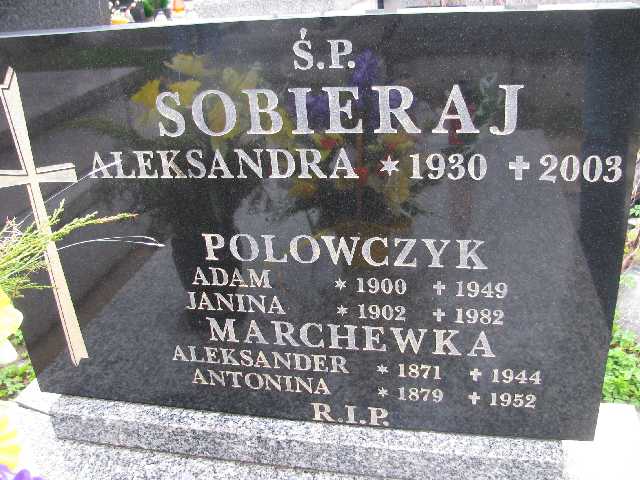 Ś.P.
SOBIERAJ
ALEKSANDRA * 1930 ✝ 2003
POLOWCZYK
ADAM * 1900 ✝ 1949
JANINA * 1902 ✝ 1982
MARCHEWKA
ALEKSANDER * 1871 ✝ 1944
ANTONINA * 1879 ✝ 1952
R.I.P.